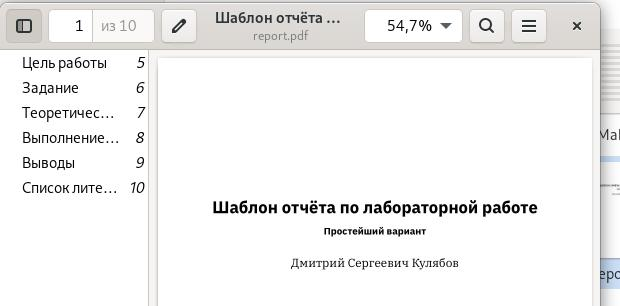 1 из 10
Шаблон отчёта ...
report.pdf
54,7%
Цель работы 5
Задание 6
Теоретичес... 7
Выполнение... 8
Выводы 9
Список лите... 10
Шаблон отчёта по лабораторной работе
Простейший вариант
Дмитрий Сергеевич Кулябов